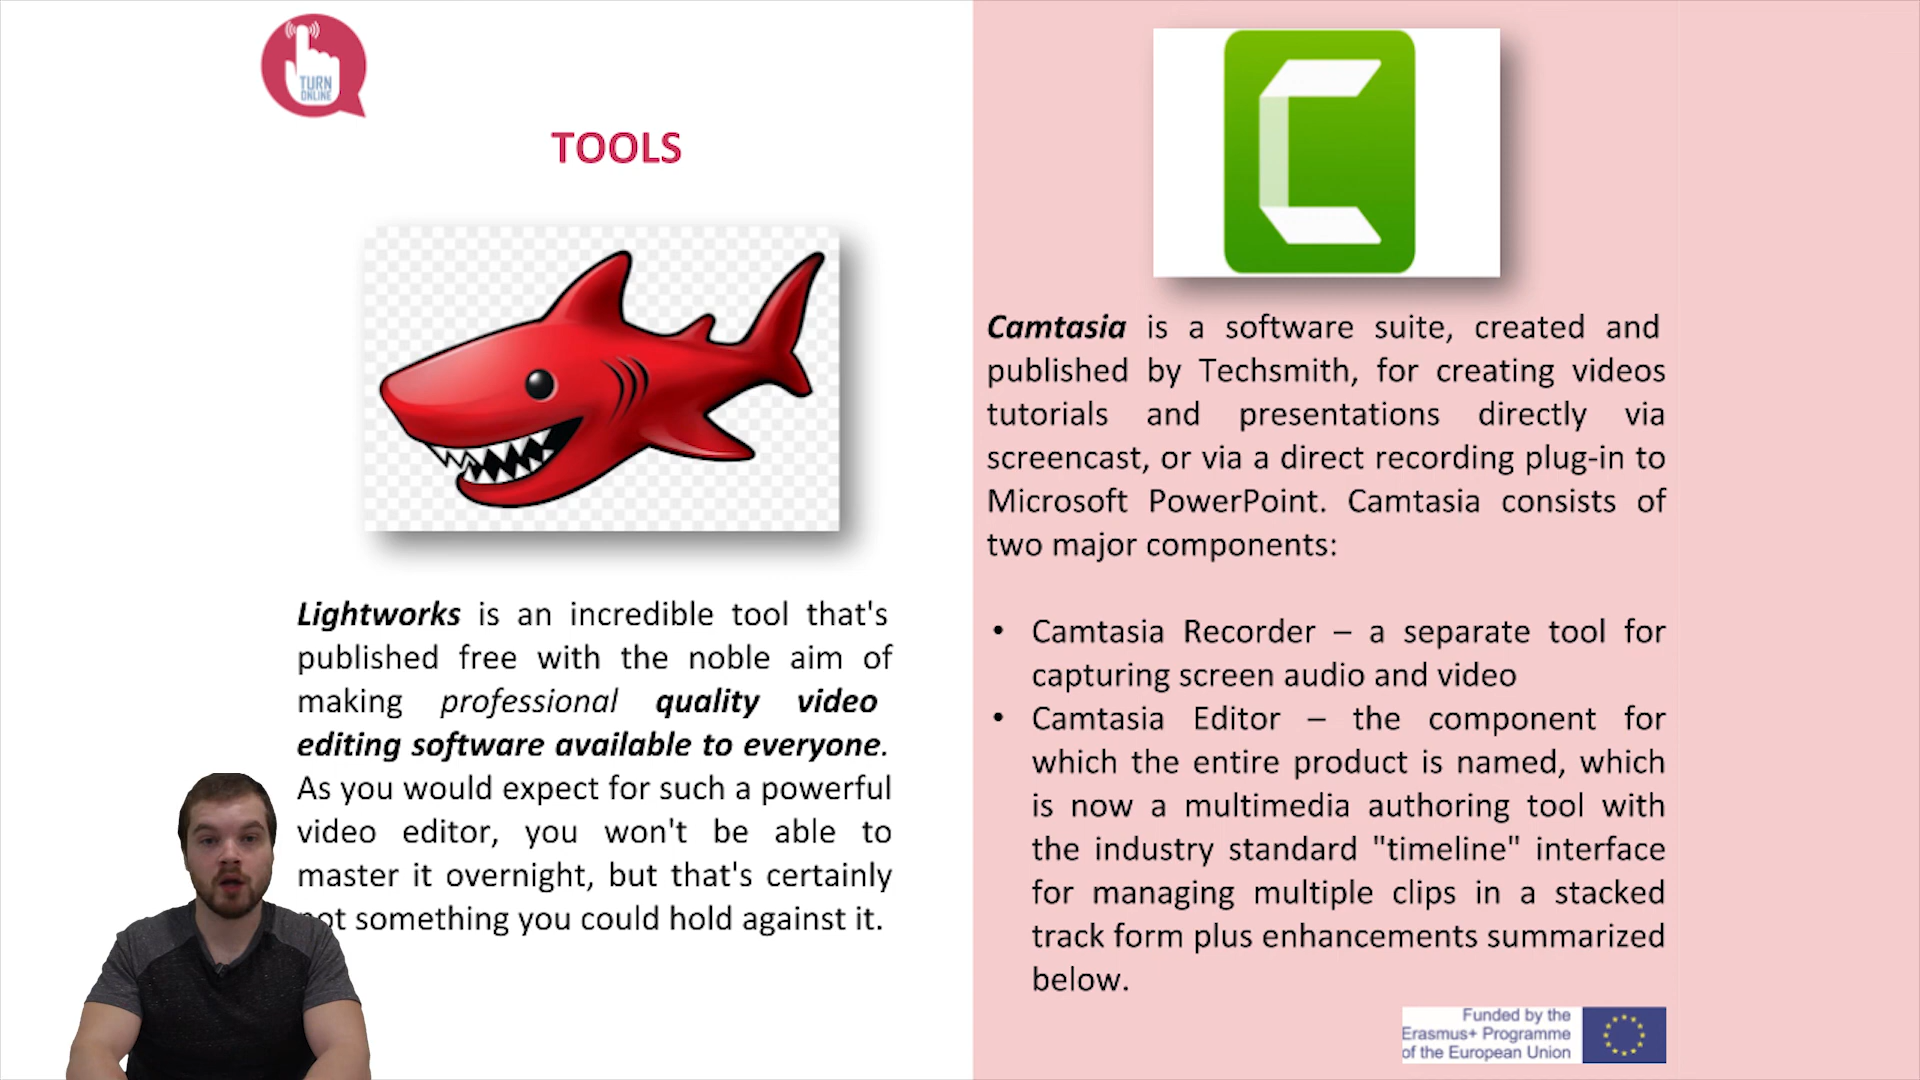 TURN
ONLINE
TOOLS
Lightworks is an incredible tool that's
published free with the noble aim of
making professional quality video
editing software available to everyone.
As you would expect for such a powerful
video editor, you won't be able to
master it overnight, but that's certainly
not something you could hold against it.
Camtasia is a software suite, created and
published by Techsmith, for creating videos
tutorials and presentations directly via
screencast, or via a direct recording plug-in to
Microsoft PowerPoint. Camtasia consists of
two major components:
• Camtasia Recorder – a separate tool for
capturing screen audio and video
• Camtasia Editor – the component for
which the entire product is named, which
is now a multimedia authoring tool with
the industry standard "timeline" interface
for managing multiple clips in a stacked
track form plus enhancements summarized
below.
Funded by the
Erasmus+ Programme
of the European Union